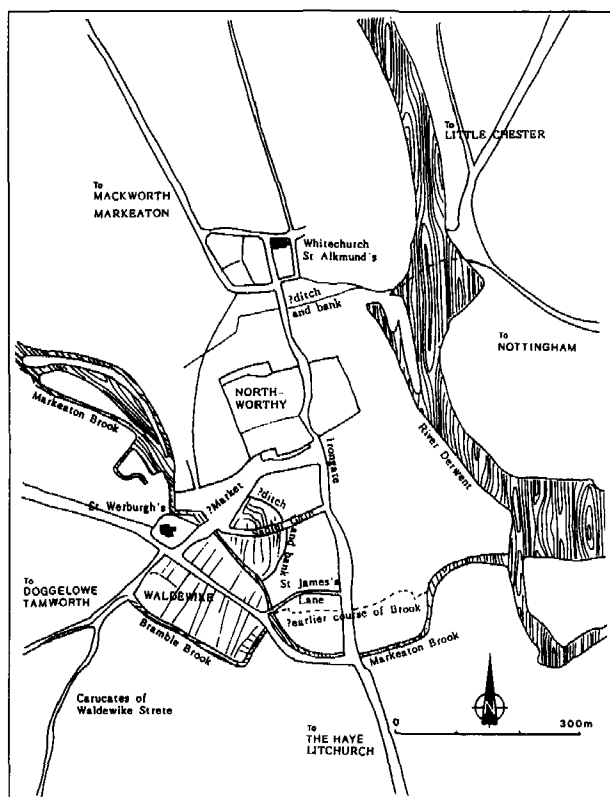 To
LITTLE CHESTER
To
MACKWORTH
MARKEATON
Whitechurch
St Alkmund's
?ditch
and bank
To
NOTTINGHAM
NORTH-
WORTHY
Markeaton Brook
Irongate
River Derwent
St Werburgh's
?Market
?ditch
and bank
St James's
Lane
To
DOGGELOWE
TAMWORTH
WALDEWIKE
?earlier course of Brook
Bramble Brook
Markeaton Brook
Carucates of
Waldewike Strete
To
THE HAYE
LITCHURCH
N
0
300m